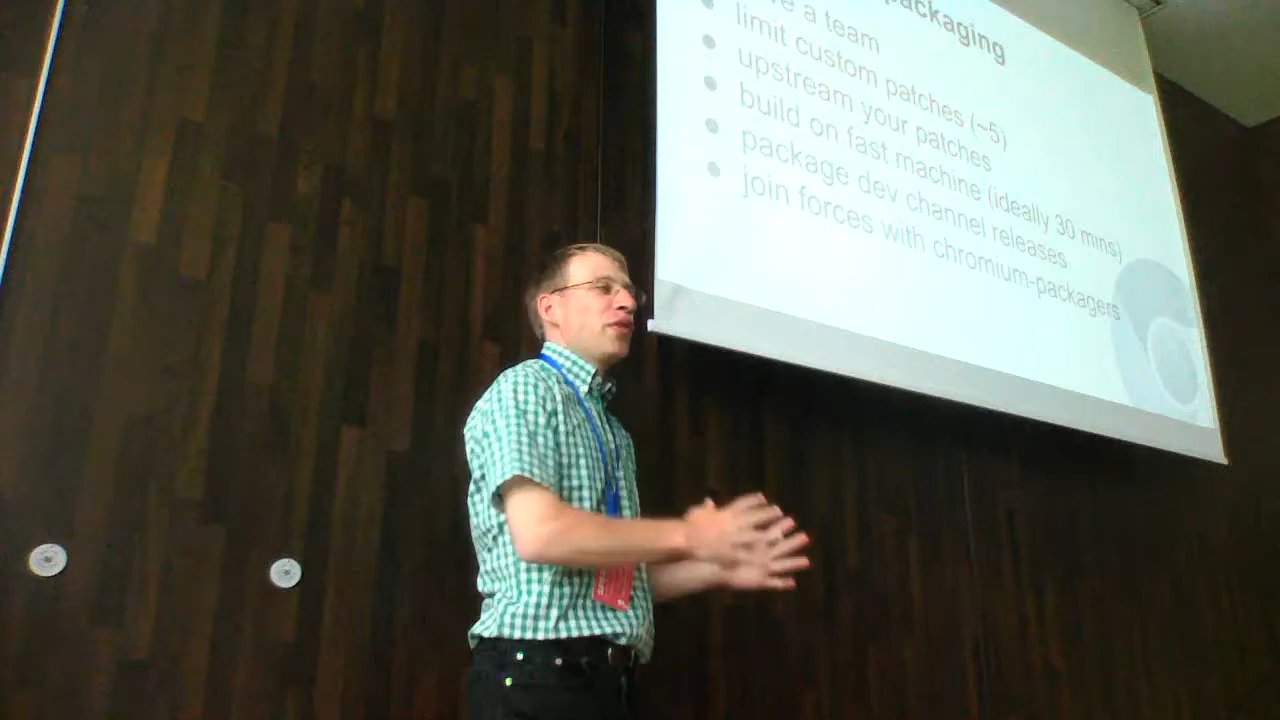 packaging
a team
limit custom patches (~5)
upstream your patches
build on fast machine (ideally 30 mins)
package dev channel releases
join forces with chromium-packagers